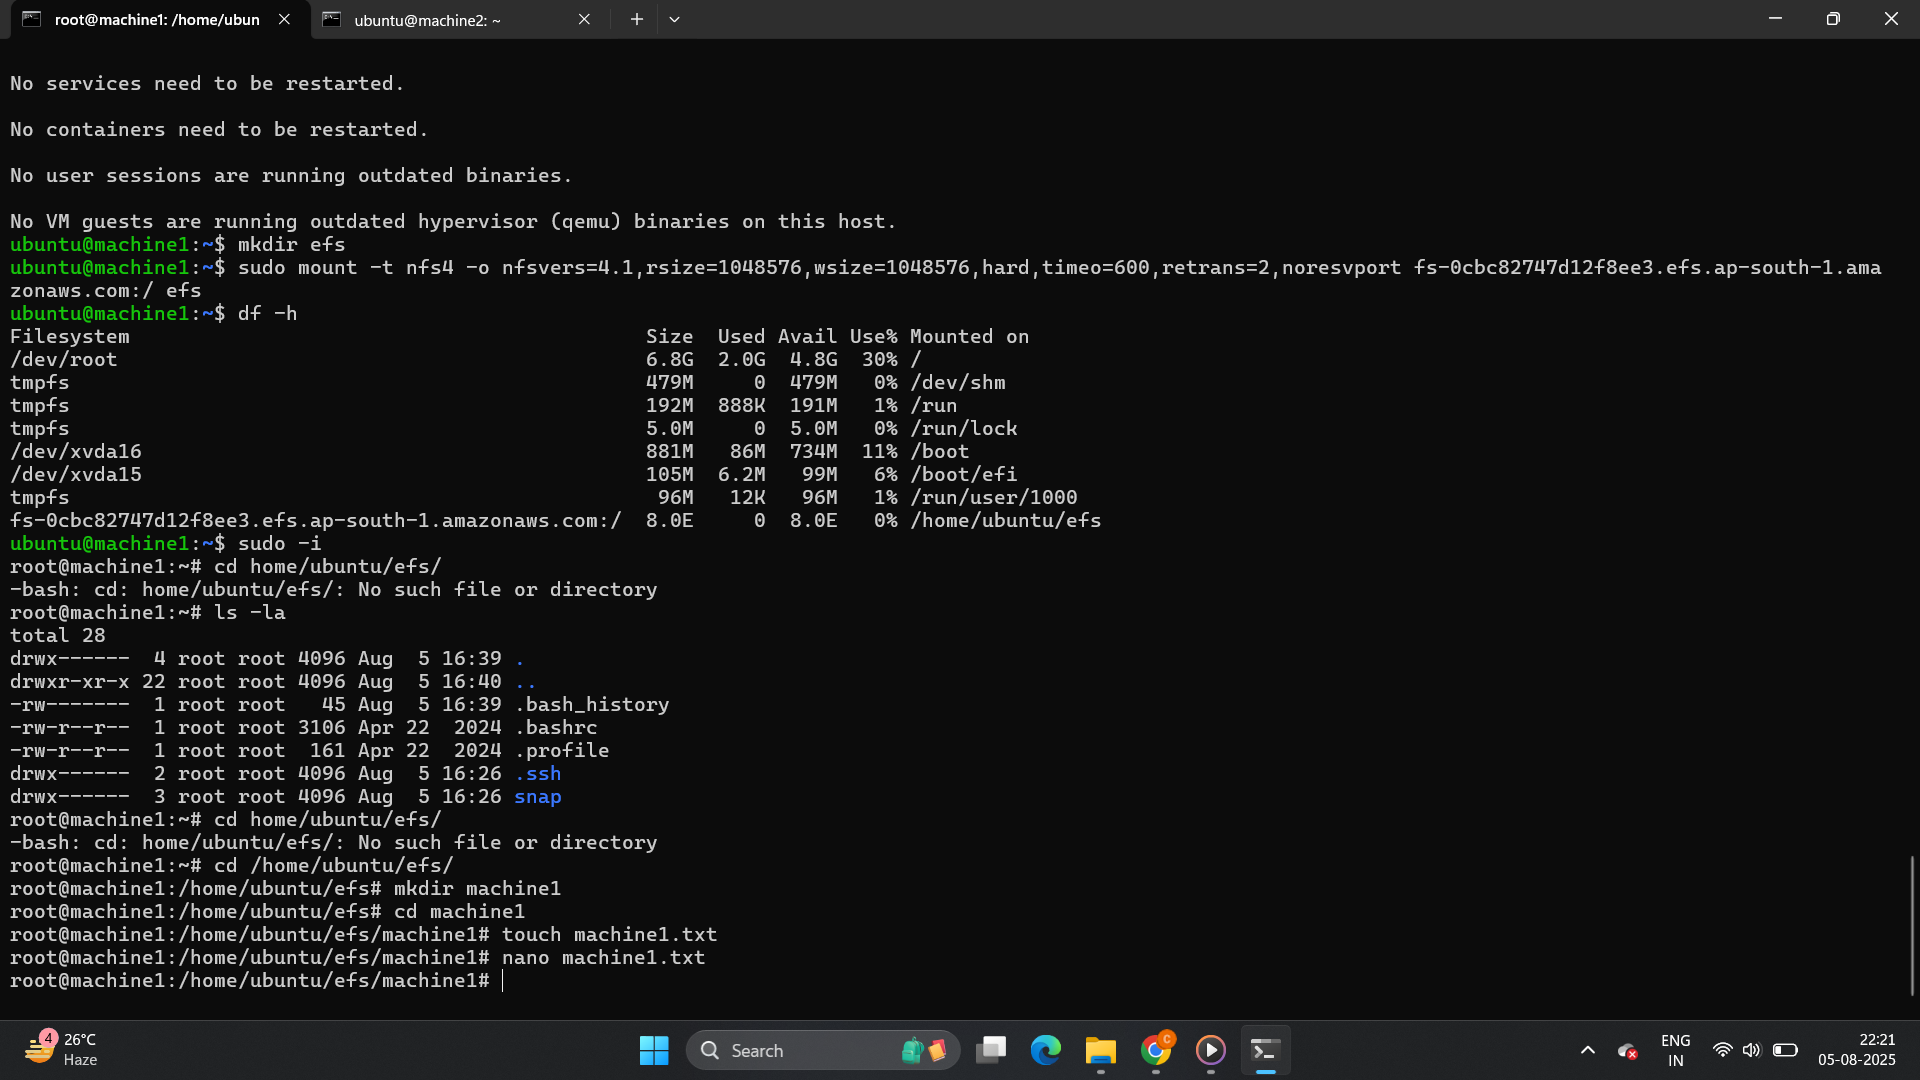 root@machine1: /home/ubun
ubuntu@machine2: ~
No services need to be restarted.
No containers need to be restarted.
No user sessions are running outdated binaries.
No VM guests are running outdated hypervisor (qemu) binaries on this host.
ubuntu@machine1:~$ mkdir efs
ubuntu@machine1:~$ sudo mount -t nfs4 -o nfsvers=4.1,rsize=1048576,wsize=1048576,hard,timeo=600,retrans=2,noresvport fs-0cbc82747d12f8ee3.efs.ap-south-1.ama
zonaws.com:/ efs
ubuntu@machine1:~$ df -h
Filesystem                                           Size  Used Avail Use% Mounted on
/dev/root                                            6.8G  2.0G  4.8G  30% /
tmpfs                                                479M     0  479M   0% /dev/shm
tmpfs                                                192M  888K  191M   1% /run
tmpfs                                                5.0M     0  5.0M   0% /run/lock
/dev/xvda16                                          881M   86M  734M  11% /boot
/dev/xvda15                                          105M  6.2M   99M   6% /boot/efi
tmpfs                                                 96M   12K   96M   1% /run/user/1000
fs-0cbc82747d12f8ee3.efs.ap-south-1.amazonaws.com:/  8.0E     0  8.0E   0% /home/ubuntu/efs
ubuntu@machine1:~$ sudo -i
root@machine1:~# cd home/ubuntu/efs/
-bash: cd: home/ubuntu/efs/: No such file or directory
root@machine1:~# ls -la
total 28
drwx------  4 root root 4096 Aug  5 16:39 .
drwxr-xr-x 22 root root 4096 Aug  5 16:40 ..
-rw-------  1 root root   45 Aug  5 16:39 .bash_history
-rw-r--r--  1 root root 3106 Apr 22  2024 .bashrc
-rw-r--r--  1 root root  161 Apr 22  2024 .profile
drwx------  2 root root 4096 Aug  5 16:26 .ssh
drwx------  3 root root 4096 Aug  5 16:26 snap
root@machine1:~# cd home/ubuntu/efs/
-bash: cd: home/ubuntu/efs/: No such file or directory
root@machine1:~# cd /home/ubuntu/efs/
root@machine1:/home/ubuntu/efs# mkdir machine1
root@machine1:/home/ubuntu/efs# cd machine1
root@machine1:/home/ubuntu/efs/machine1# touch machine1.txt
root@machine1:/home/ubuntu/efs/machine1# nano machine1.txt
root@machine1:/home/ubuntu/efs/machine1#
4
26°C
Haze
Search
C
ENG
IN
22:21
05-08-2025